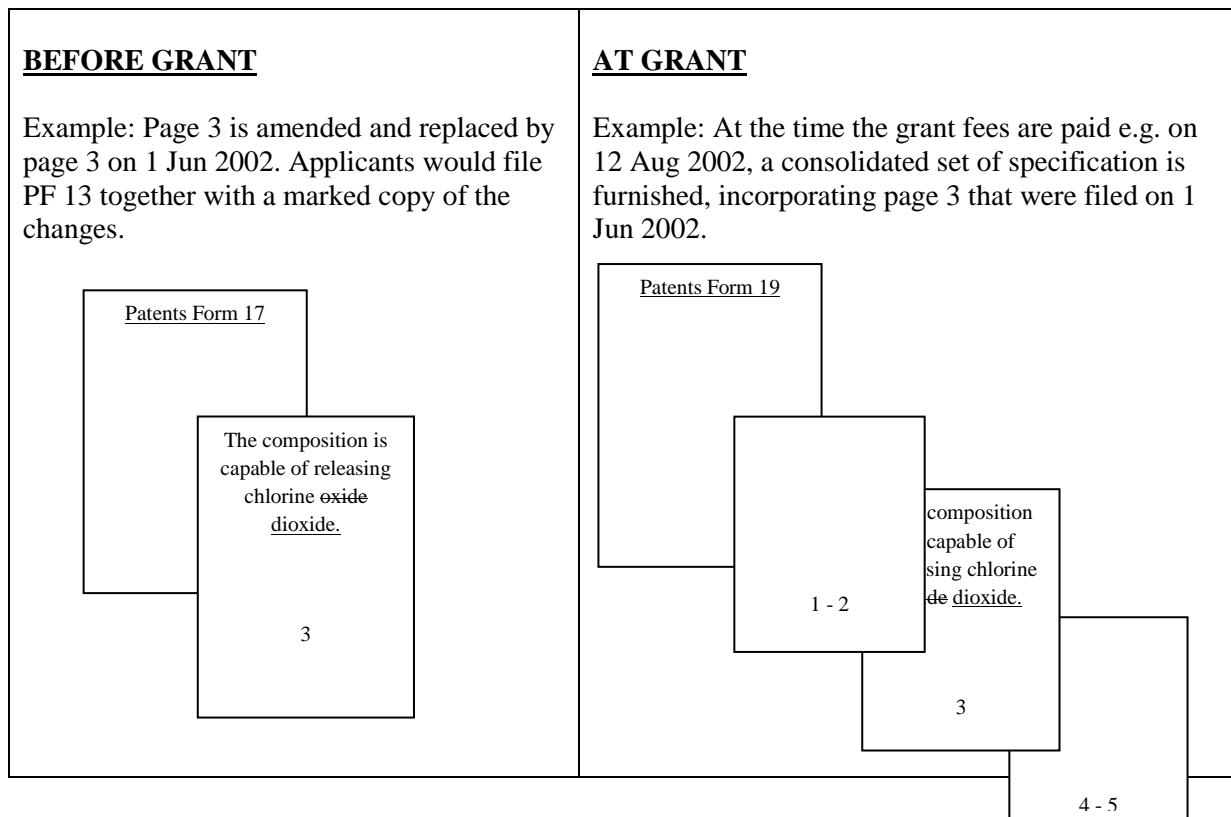 BEFORE GRANT
Example: Page 3 is amended and replaced by
page 3 on 1 Jun 2002. Applicants would file
PF 13 together with a marked copy of the
changes.
Patents Form 17
The composition is
capable of releasing
chlorine oxide
dioxide.
3
AT GRANT
Example: At the time the grant fees are paid e.g. on
12 Aug 2002, a consolidated set of specification is
furnished, incorporating page 3 that were filed on 1
Jun 2002.
Patents Form 19
1 - 2
composition
capable of
sing chlorine
de dioxide.
3
4 - 5